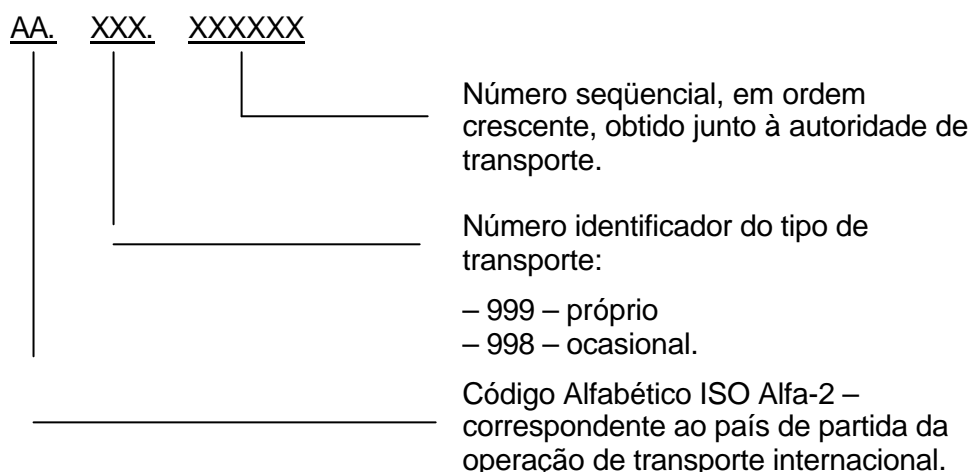 AA. XXX. XXXXXX
Número seqüencial, em ordem
crescente, obtido junto à autoridade de
transporte.
Número identificador do tipo de
transporte:
– 999 – próprio
– 998 – ocasional.
Código Alfabético ISO Alfa-2 –
correspondente ao país de partida da
operação de transporte internacional.